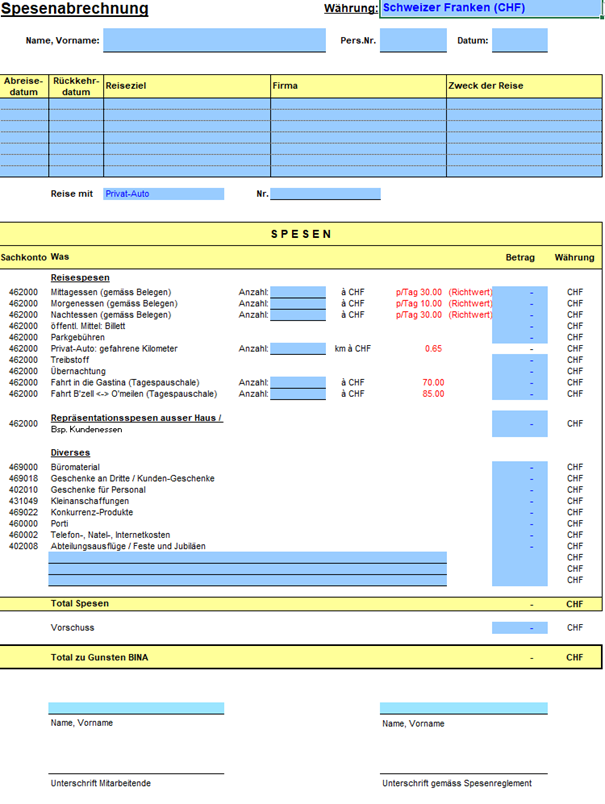 Spesenabrechnung Währung: Schweizer Franken (CHF)
Name, Vorname: Pers.Nr. Datum:
Abreise-datum Rückkehr-datum Reiseziel Firma Zweck der Reise
Reise mit Privat-Auto Nr.
S P E S E N
Sachkonto Was Betrag Währung
Reisespesen
462000 Mittagessen (gemäss Belegen) Anzahl: à CHF p/Tag 30.00 (Richtwert) - CHF
462000 Morgenessen (gemäss Belegen) Anzahl: à CHF p/Tag 10.00 (Richtwert) - CHF
462000 Nachtessen (gemäss Belegen) Anzahl: à CHF p/Tag 30.00 (Richtwert) - CHF
462000 öffentl. Mittel: Billett - CHF
462000 Parkgebühren - CHF
462000 Privat-Auto: gefahrene Kilometer Anzahl: km à CHF 0.65 - CHF
462000 Treibstoff - CHF
462000 Übernachtung - CHF
462000 Fahrt in die Gastina (Tagespauschale) Anzahl: à CHF 70.00 - CHF
462000 Fahrt B'zell <-> O'meilen (Tagespauschale) Anzahl: à CHF 85.00 - CHF
Repräsentationsspesen ausser Haus /
462000 Bsp. Kundenessen - CHF
Diverses
469000 Büromaterial - CHF
469018 Geschenke an Dritte / Kunden-Geschenke - CHF
402010 Geschenke für Personal - CHF
431049 Kleinanschaffungen - CHF
469022 Konkurrenz-Produkte - CHF
460000 Porti - CHF
460002 Telefon-, Natel-, Internetkosten - CHF
402008 Abteilungsausflüge / Feste und Jubiläen - CHF
CHF
CHF
CHF
Total Spesen - CHF
Vorschuss - CHF
Total zu Gunsten BINA - CHF
Name, Vorname Name, Vorname
Unterschrift Mitarbeitende Unterschrift gemäss Spesenreglement